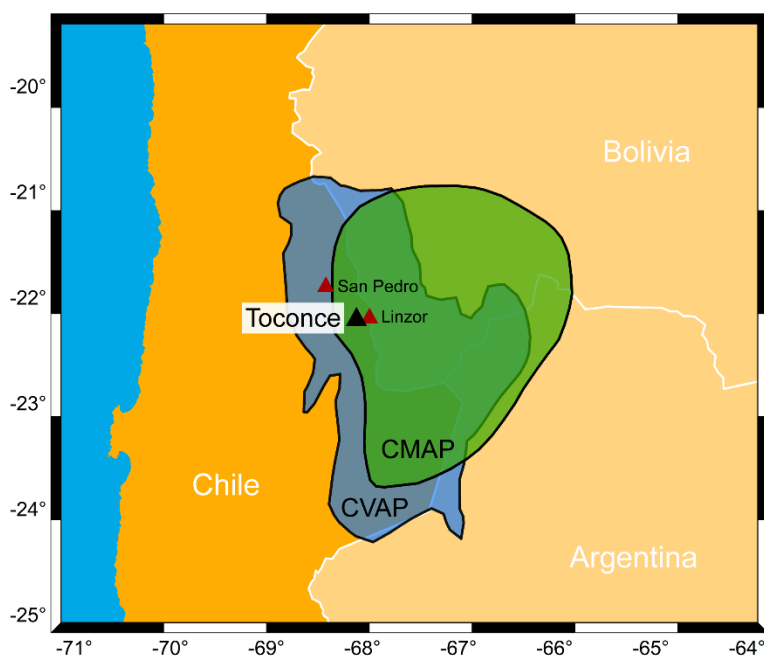 -20°
Bolivia
-21°
San Pedro
-22°
Toconce
Linzor
-23°
CMAP
Chile
CVAP
-24°
Argentina
-25°
-71°
-70°
-69°
-68°
-67°
-66°
-65°
-64°